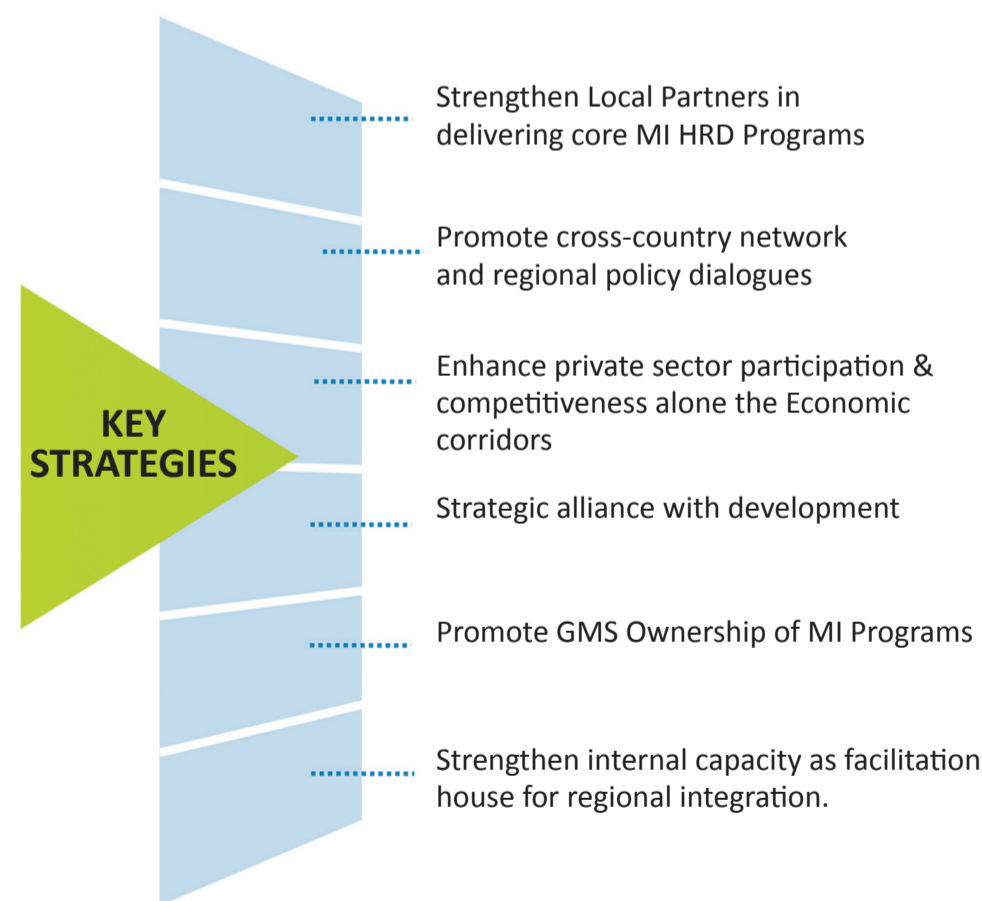 Strengthen Local Partners in
delivering core MI HRD Programs
Promote cross-country network
and regional policy dialogues
KEY
STRATEGIES
Enhance private sector participation &
competitiveness alone the Economic
corridors
Strategic alliance with development
Promote GMS Ownership of MI Programs
Strengthen internal capacity as facilitation
house for regional integration.